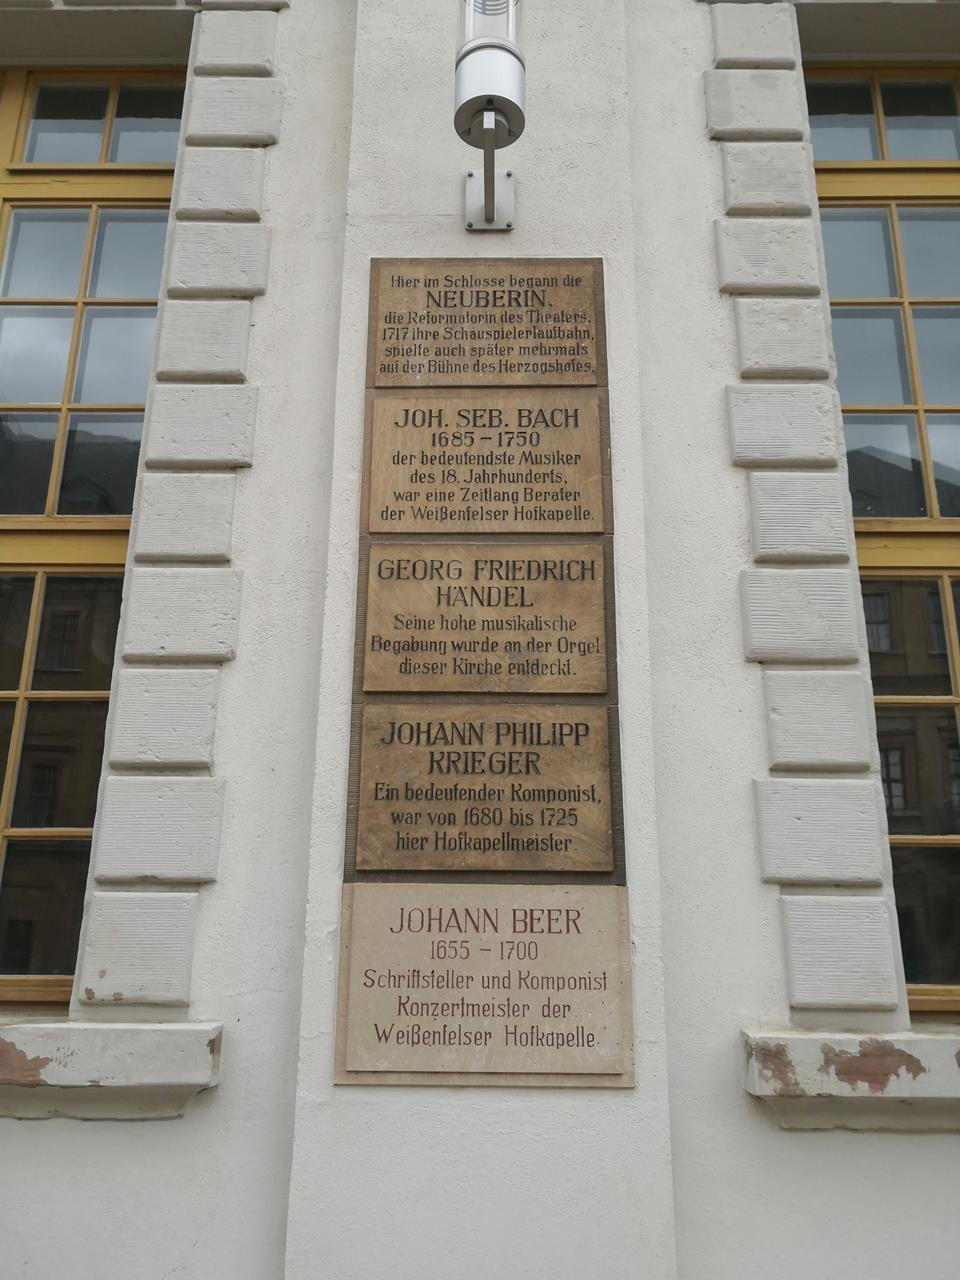 Hier im Schlosse begann die
NEUBERIN,
die Reformatorin des Theaters,
1717 ihre Schauspielerlaufbahn,
spielte auch später mehrmals
auf der Bühne des Herzogshofes.
JOH. SEB. BACH
1685 – 1750
der bedeutendste Musiker
des 18. Jahrhunderts,
war eine Zeitlang Berater
der Weißenfelser Hofkapelle.
GEORG FRIEDRICH
HÄNDEL
Seine hohe musikalische
Begabung wurde an der Orgel
dieser Kirche entdeckt.
JOHANN PHILIPP
KRIEGER
Ein bedeutender Komponist,
war von 1680 bis 1725
hier Hofkapellmeister.
JOHANN BEER
1655 – 1700
Schriftsteller und Komponist
Konzertmeister der
Weißenfelser Hofkapelle.